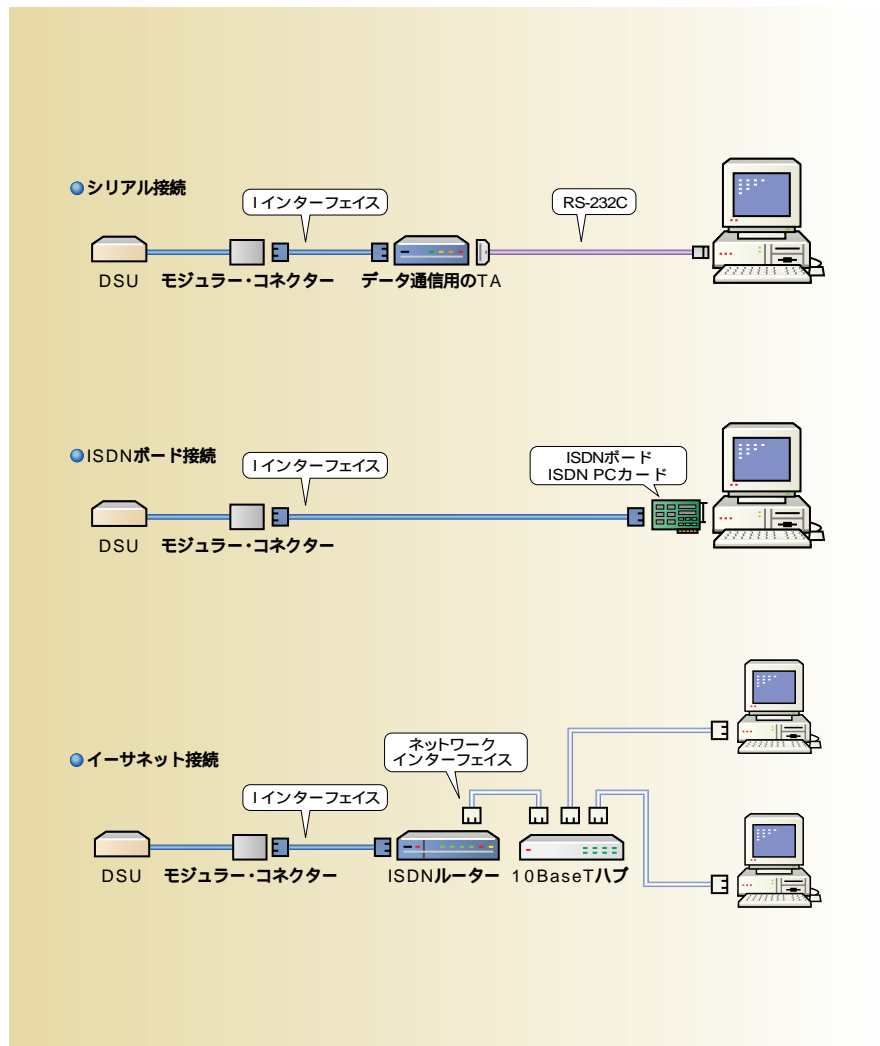 シリアル接続
Iインターフェイス
RS-232C
DSU
モジュラー・コネクター
データ通信用のTA
ISDNボード接続
Iインターフェイス
ISDNボード
ISDN PCカード
DSU
モジュラー・コネクター
イーサネット接続
ネットワーク
インターフェイス
Iインターフェイス
DSU
モジュラー・コネクター
ISDNルーター
10BaseTハブ